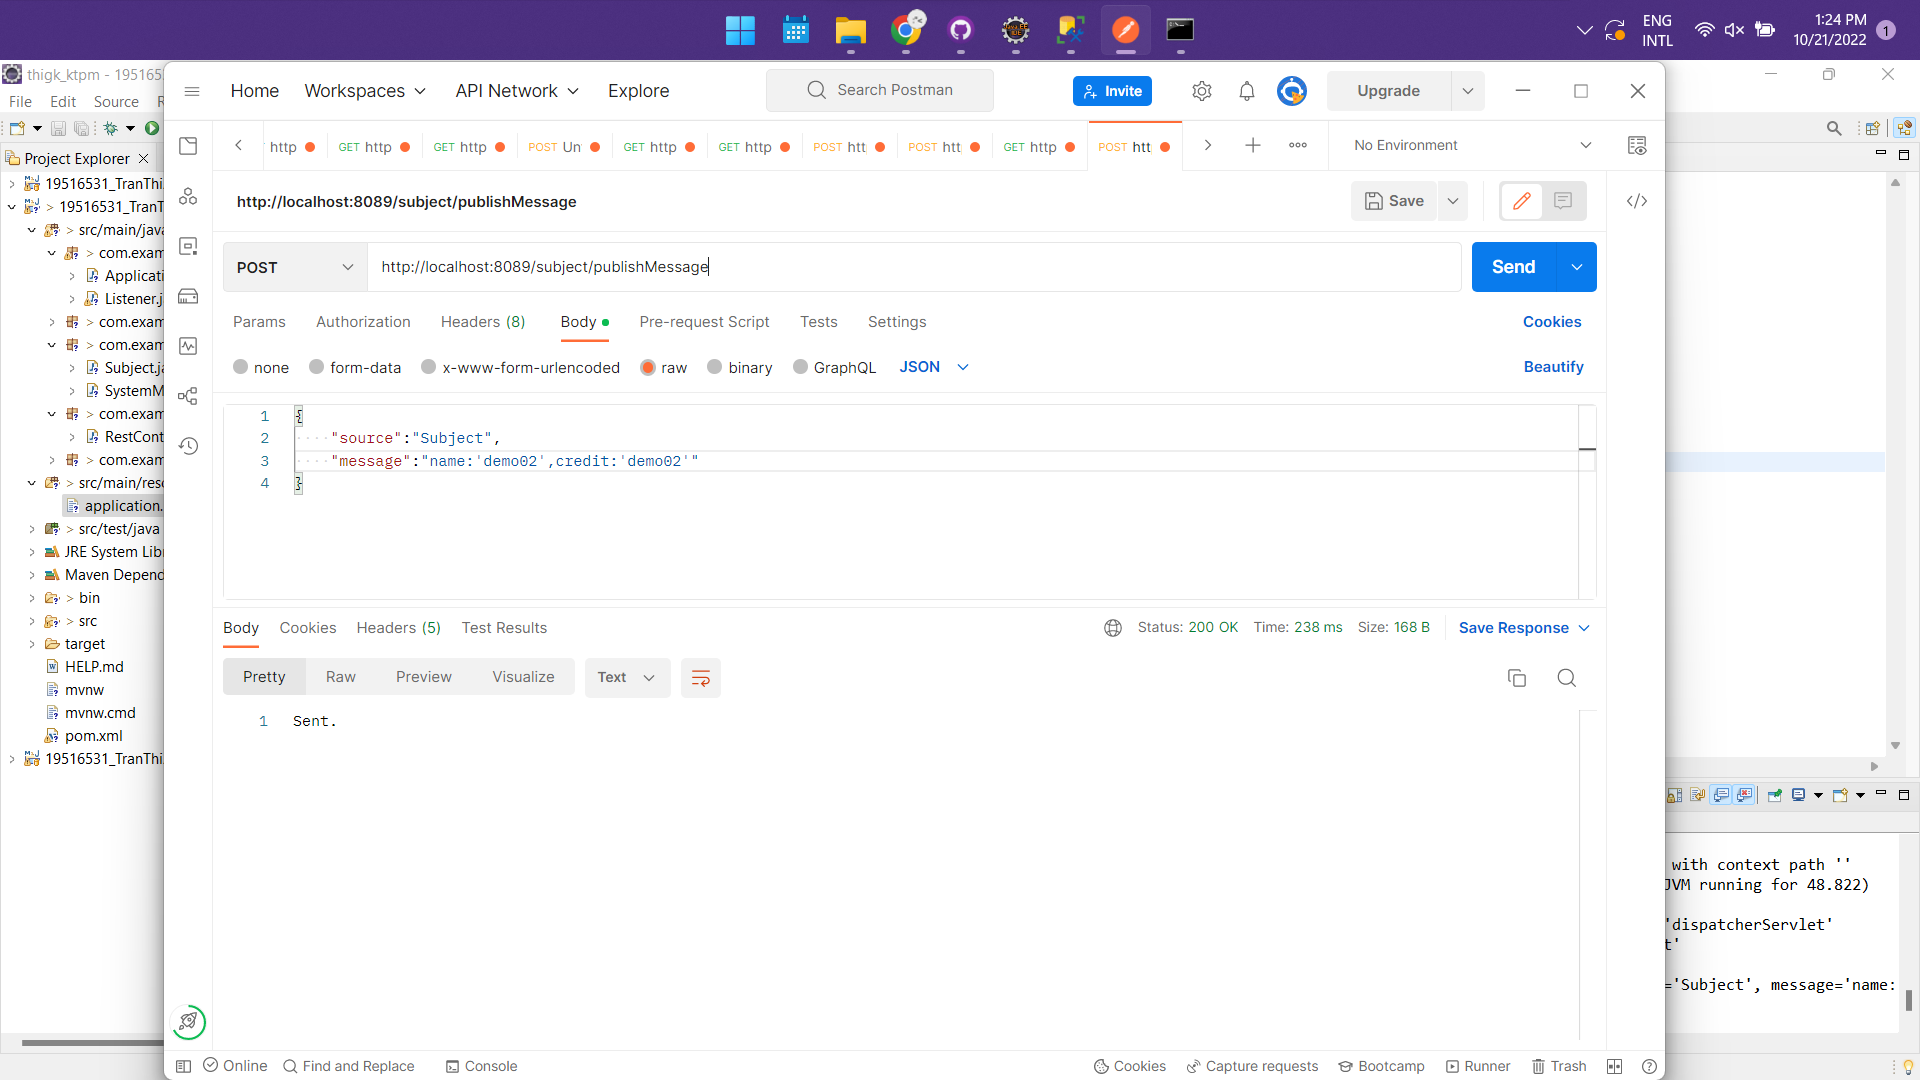 ENG
INTL
1:24 PM
10/21/2022
1
thigk_ktpm - 19516531
File Edit Source
Project Explorer
19516531_TranThi
> 19516531_TranT
> src/main/java
> com.exam
Applicati
Listener.j
> com.exam
> com.exam
Subject.ja
SystemM
> com.exam
RestCont
> com.exam
> src/main/reso
application.
> src/test/java
JRE System Libr
Maven Depend
> bin
> src
target
HELP.md
mvnw
mvnw.cmd
pom.xml
19516531_TranThi
Home Workspaces API Network Explore
Search Postman
Invite
Upgrade
http GET http GET http POST Un GET http GET http POST htt POST htt GET http POST htt
No Environment
http://localhost:8089/subject/publishMessage
Save
POST http://localhost:8089/subject/publishMessage
Send
Params Authorization Headers (8) Body Pre-request Script Tests Settings Cookies
none form-data x-www-form-urlencoded raw binary GraphQL JSON Beautify
1 {
2 "source":"Subject",
3 "message":"name:'demo02',credit:'demo02'"
4 }
Body Cookies Headers (5) Test Results
Status: 200 OK Time: 238 ms Size: 168 B Save Response
Pretty Raw Preview Visualize Text
1 Sent.
with context path ''
JVM running for 48.822)
'dispatcherServlet'
t'
='Subject', message='name:
Online Find and Replace Console
Cookies Capture requests Bootcamp Runner Trash